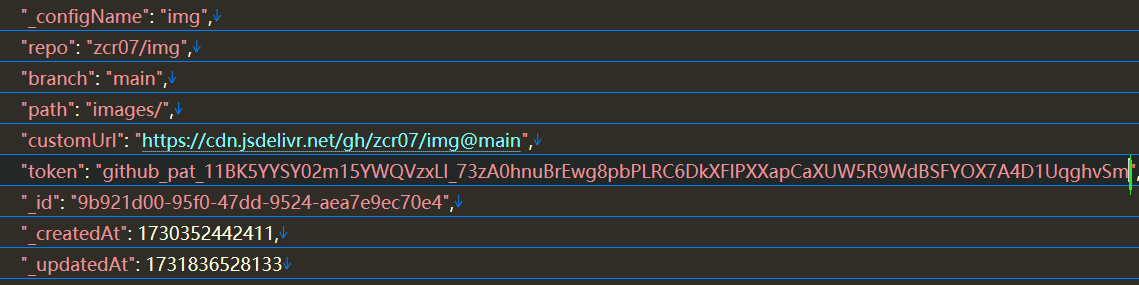 "_configName": "img",↓
"repo": "zcr07/img",↓
"branch": "main",↓
"path": "images/",↓
"customUrl": "https://cdn.jsdelivr.net/gh/zcr07/img@main",↓
"token":
"_id": "9b921d00-95f0-47dd-9524-aea7e9ec70e4",↓
"_createdAt": 1730352442411,↓
"_updatedAt": 1731836528133↓